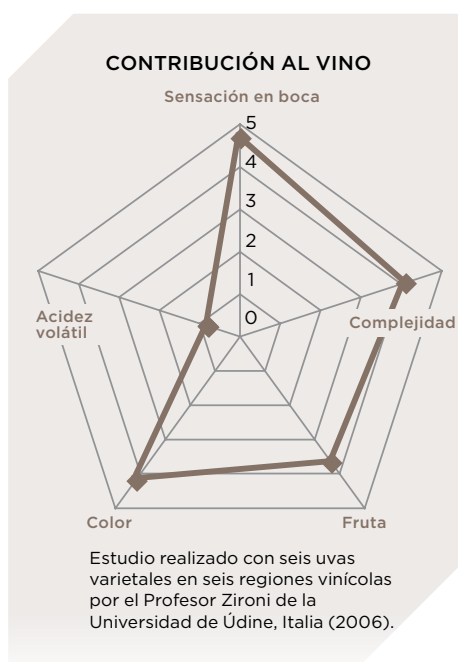 CONTRIBUCIÓN AL VINO
Sensación en boca
5
4
3
2
1
0
Acidez
volátil
Complejidad
Color
Fruta
Estudio realizado con seis uvas
varietales en seis regiones vinícolas
por el Profesor Zironi de la
Universidad de Údine, Italia (2006).